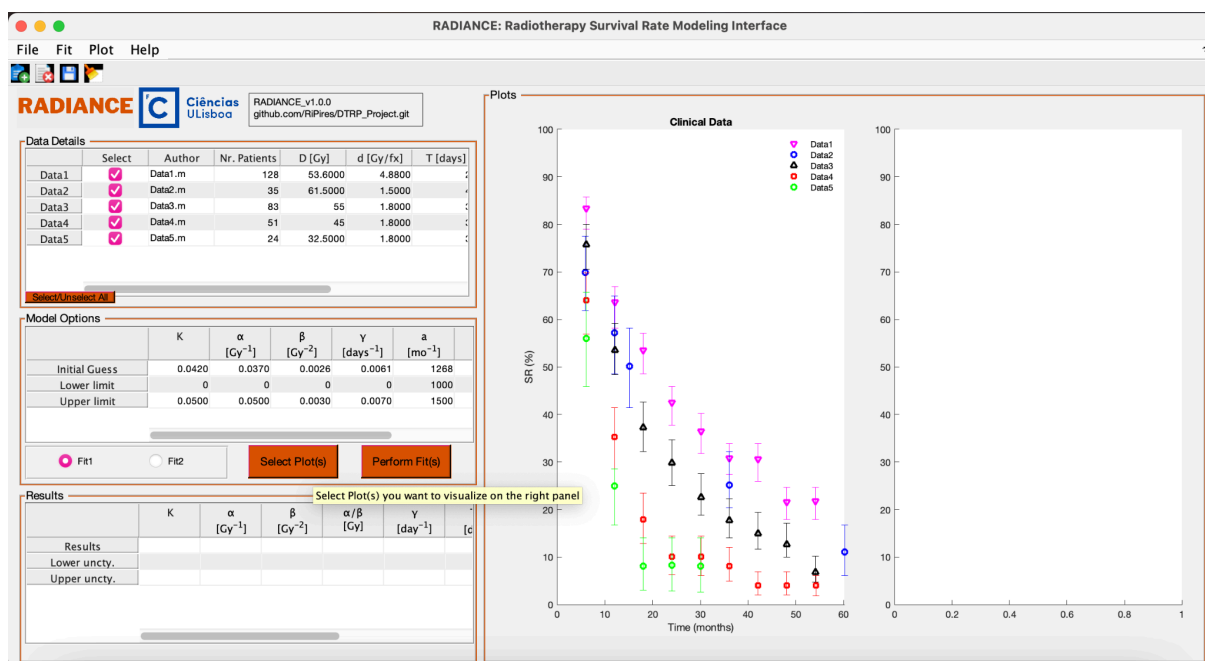 RADIANCE: Radiotherapy Survival Rate Modeling Interface
File Fit Plot Help
RADIANCE
C Ciências
ULisboa
RADIANCE_v1.0.0
github.com/RiPires/DTRP_Project.git
Data Details
Select Author Nr. Patients D [Gy] d [Gy/fx] T [days]
Data1 Data1.m 128 53.6000 4.8800
Data2 Data2.m 35 61.5000 1.5000
Data3 Data3.m 83 55 1.8000
Data4 Data4.m 51 45 1.8000
Data5 Data5.m 24 32.5000 1.8000
Select/Unselect All
Model Options
K α β γ a
[Gy⁻¹] [Gy⁻²] [days⁻¹] [mo⁻¹]
Initial Guess 0.0420 0.0370 0.0026 0.0061 1268
Lower limit 0 0 0 0 1000
Upper limit 0.0500 0.0500 0.0030 0.0070 1500
Fit1 Fit2 Select Plot(s) Perform Fit(s)
Select Plot(s) you want to visualize on the right panel
Results
K α β α/β γ
[Gy⁻¹] [Gy⁻²] [Gy] [day⁻¹]
Results
Lower uncty.
Upper uncty.
Plots
Clinical Data
Data1
Data2
Data3
Data4
Data5
SR (%)
100
90
80
70
60
50
40
30
20
10
0
0 10 20 30 40 50 60
Time (months)
100
90
80
70
60
50
40
30
20
10
0
0 0.2 0.4 0.6 0.8 1